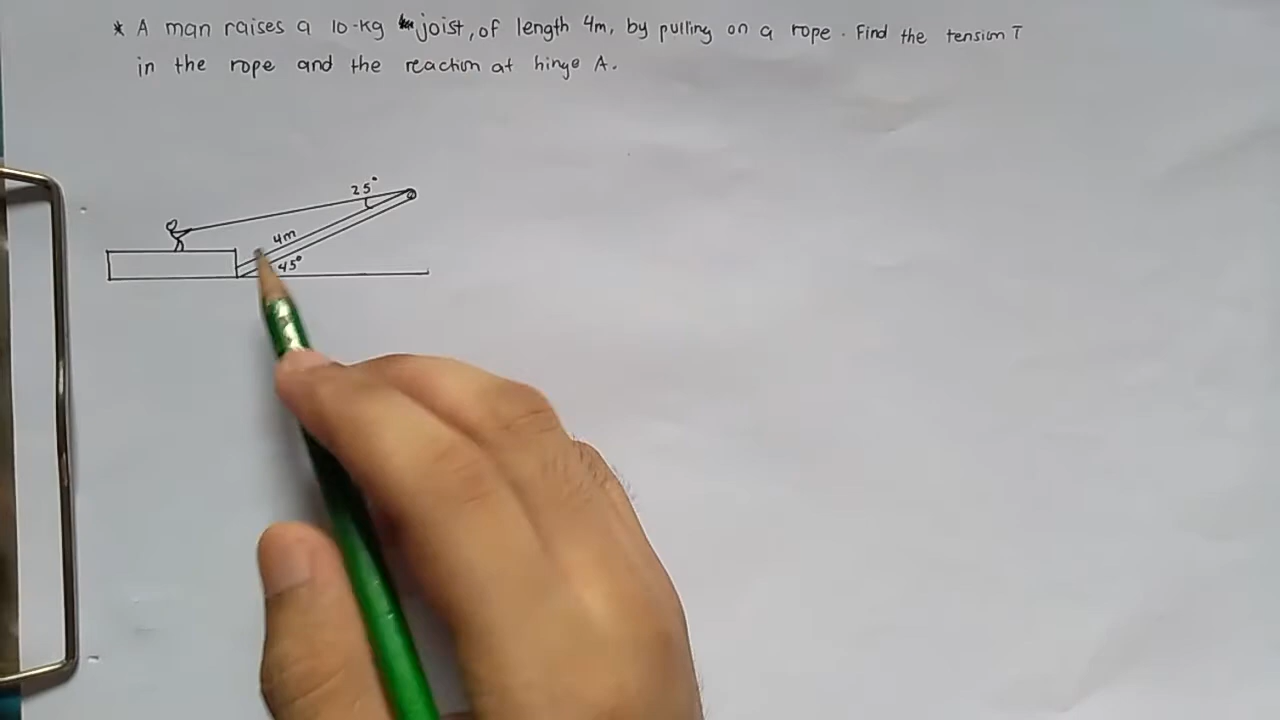 * A man raises a 10-kg joist, of length 4m, by pulling on a rope. Find the tension T
in the rope and the reaction at hinge A.
25°
4m
45°